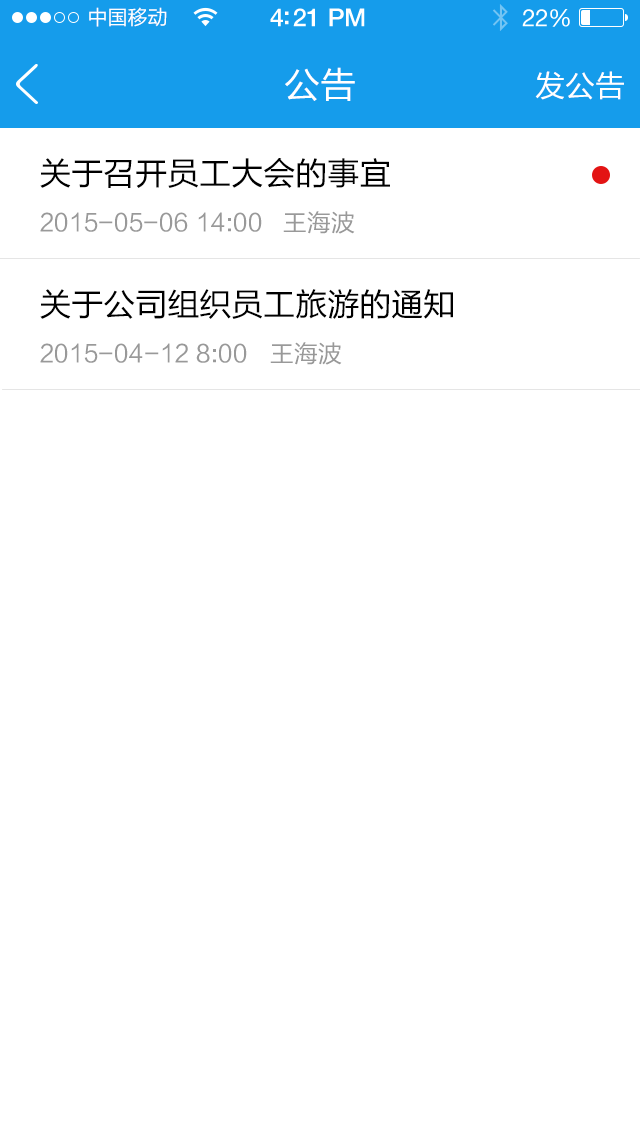 中国移动 4:21 PM 22%
公告 发公告
关于召开员工大会的事宜
2015-05-06 14:00 王海波
关于公司组织员工旅游的通知
2015-04-12 8:00 王海波